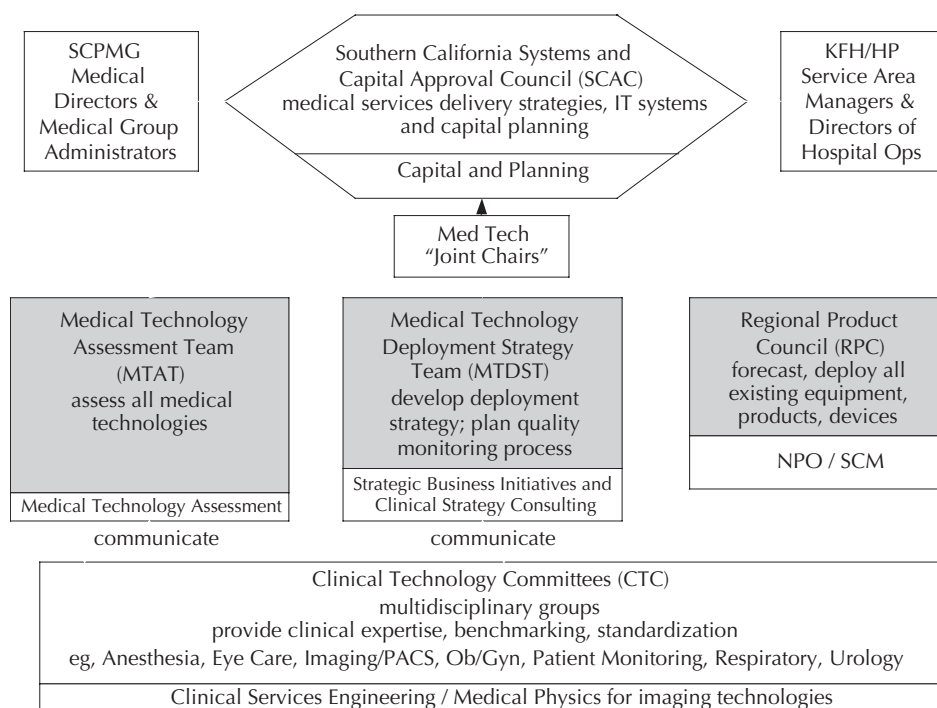 SCPMG
Medical
Directors &
Medical Group
Administrators
Southern California Systems and
Capital Approval Council (SCAC)
medical services delivery strategies, IT systems
and capital planning
Capital and Planning
KFH/HP
Service Area
Managers &
Directors of
Hospital Ops
Med Tech
“Joint Chairs”
Medical Technology
Assessment Team
(MTAT)
assess all medical
technologies
Medical Technology Assessment
communicate
Medical Technology
Deployment Strategy
Team (MTDST)
develop deployment
strategy; plan quality
monitoring process
Strategic Business Initiatives and
Clinical Strategy Consulting
communicate
Regional Product
Council (RPC)
forecast, deploy all
existing equipment,
products, devices
NPO / SCM
Clinical Technology Committees (CTC)
multidisciplinary groups
provide clinical expertise, benchmarking, standardization
eg, Anesthesia, Eye Care, Imaging/PACS, Ob/Gyn, Patient Monitoring, Respiratory, Urology
Clinical Services Engineering / Medical Physics for imaging technologies